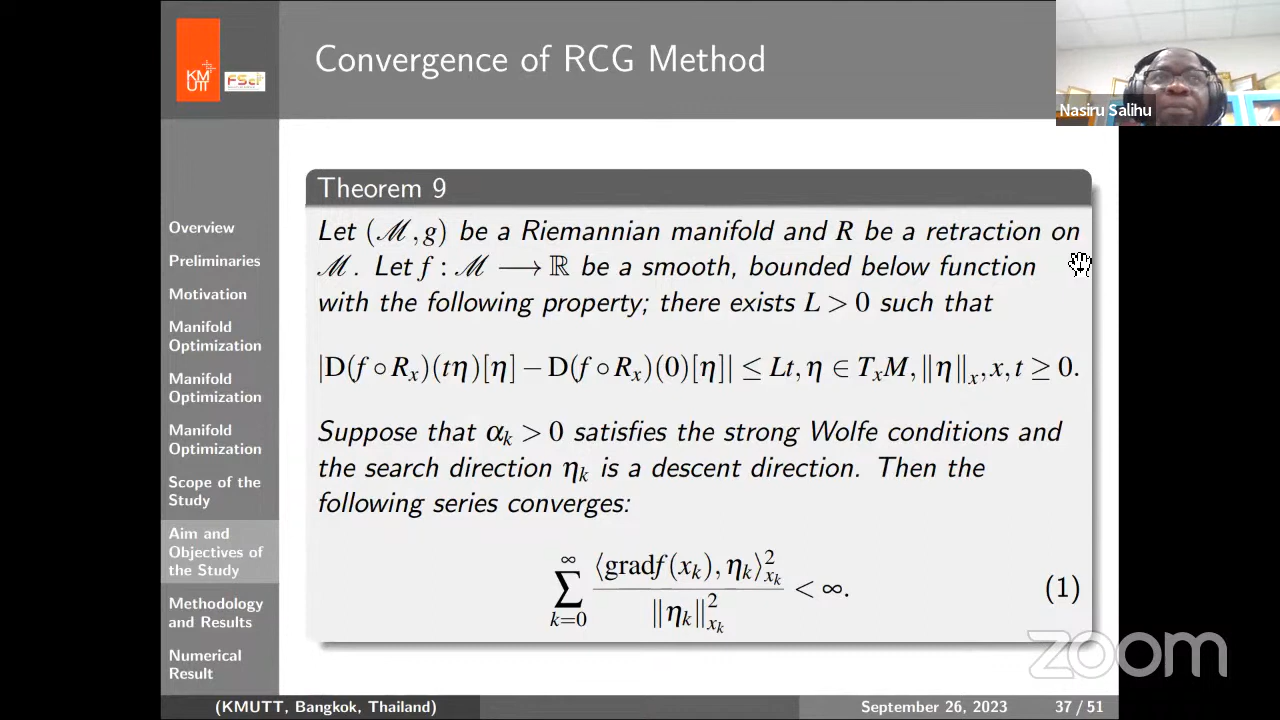 KMUTT
FSci
Convergence of RCG Method
Nasiru Salihu
Overview
Preliminaries
Motivation
Manifold
Optimization
Manifold
Optimization
Manifold
Optimization
Scope of the
Study
Aim and
Objectives of
the Study
Methodology
and Results
Numerical
Result
Theorem 9
Let (ℳ, g) be a Riemannian manifold and R be a retraction on
ℳ. Let f : ℳ ⟶ ℝ be a smooth, bounded below function
with the following property; there exists L > 0 such that
|D(f ∘ R_x)(tη)[η] − D(f ∘ R_x)(0)[η]| ≤ Lt, η ∈ T_xM, ‖η‖_x, x, t ≥ 0.
Suppose that α_k > 0 satisfies the strong Wolfe conditions and
the search direction η_k is a descent direction. Then the
following series converges:
∑_{k=0}^{∞} ⟨gradf(x_k), η_k⟩²_{x_k} / ‖η_k‖²_{x_k} < ∞. (1)
zoom
(KMUTT, Bangkok, Thailand) September 26, 2023 37 / 51